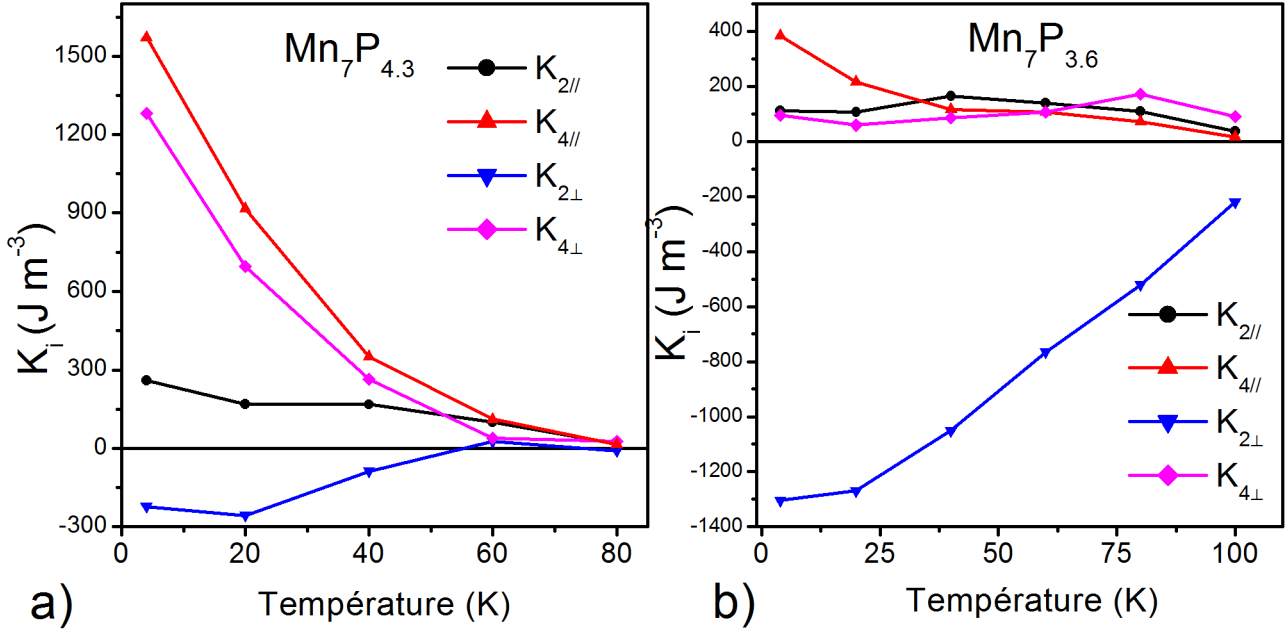 Mn7P4.3
K2//
K4//
K2⊥
K4⊥
1500
1200
900
600
300
0
-300
Ki (J m-3)
0
20
40
60
80
Température (K)
a)
Mn7P3.6
400
200
0
-200
-400
-600
-800
-1000
-1200
-1400
Ki (J m-3)
K2//
K4//
K2⊥
K4⊥
0
25
50
75
100
Température (K)
b)